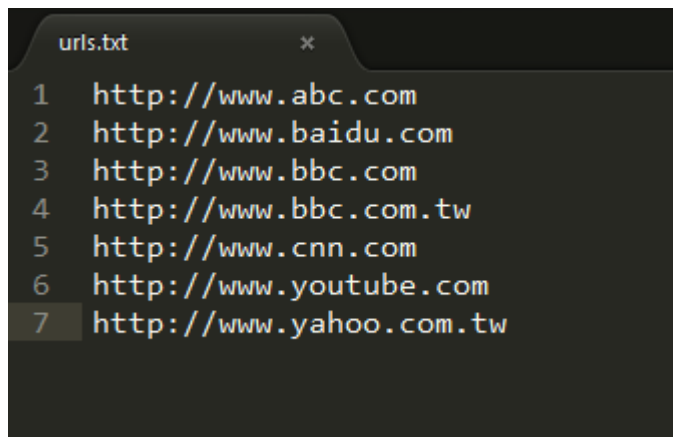 urls.txt ×
1 http://www.abc.com
2 http://www.baidu.com
3 http://www.bbc.com
4 http://www.bbc.com.tw
5 http://www.cnn.com
6 http://www.youtube.com
7 http://www.yahoo.com.tw